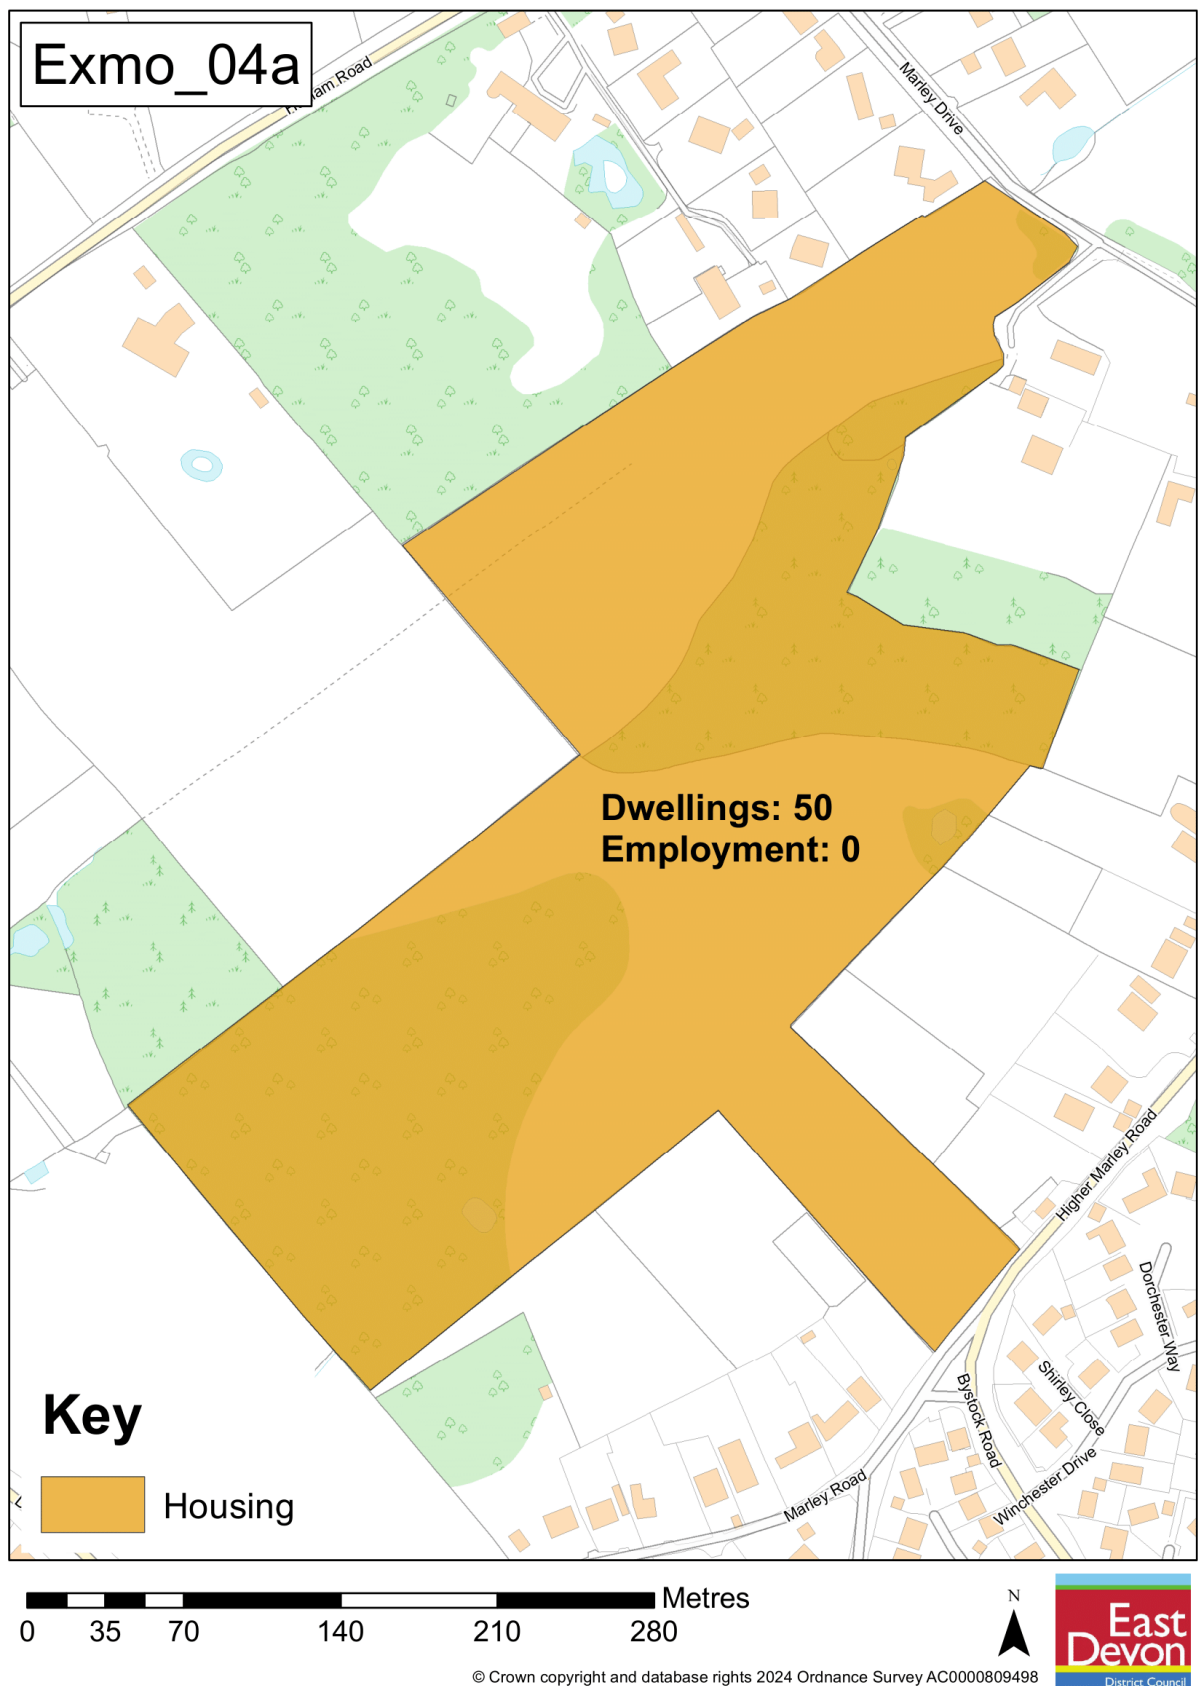 Exmo_04a
Road
Marley Drive
Dwellings: 50
Employment: 0
Higher Marley Road
Dorchester Way
Shirley Close
Bystock Road
Winchester Drive
Marley Road
Key
Housing
Metres
0 35 70 140 210 280
N
East
Devon
District Council
© Crown copyright and database rights 2024 Ordnance Survey AC0000809498